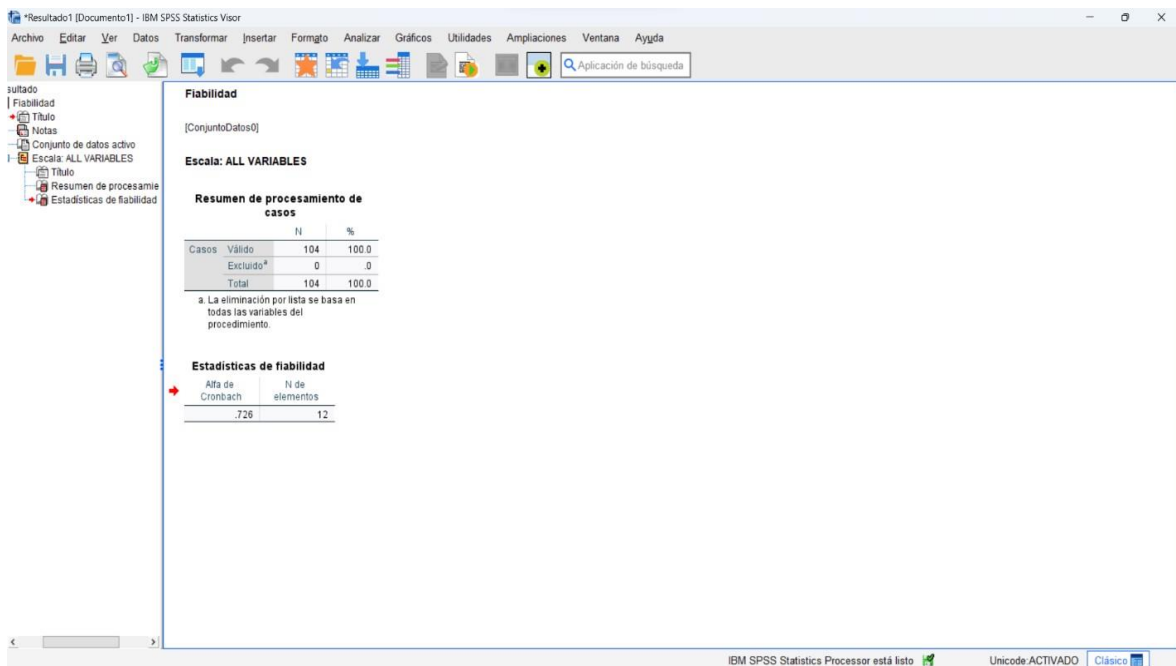 *Resultado1 [Documento1] - IBM SPSS Statistics Visor
Archivo Editar Ver Datos Transformar Insertar Formato Analizar Gráficos Utilidades Ampliaciones Ventana Ayuda
Aplicación de búsqueda
sultado
Fiabilidad
Título
Notas
Conjunto de datos activo
Escala: ALL VARIABLES
Título
Resumen de procesamie
Estadísticas de fiabilidad
Fiabilidad
[ConjuntoDatos0]
Escala: ALL VARIABLES
Resumen de procesamiento de
casos
N %
Casos Válido 104 100.0
Excluido a 0 .0
Total 104 100.0
a. La eliminación por lista se basa en
todas las variables del
procedimiento.
Estadísticas de fiabilidad
Alfa de N de
Cronbach elementos
.726 12
IBM SPSS Statistics Processor está listo Unicode:ACTIVADO Clásico